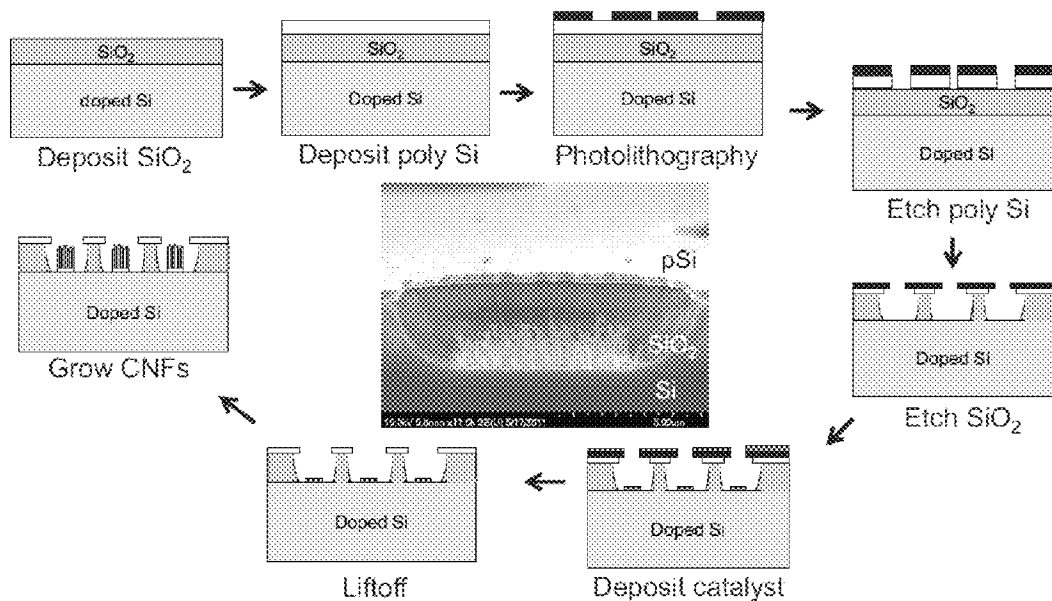 SiO₂
doped Si
Deposit SiO₂
SiO₂
Doped Si
Deposit poly Si
SiO₂
Doped Si
Photolithography
SiO₂
Doped Si
Etch poly Si
Doped Si
Etch SiO₂
Doped Si
Deposit catalyst
Doped Si
Liftoff
Doped Si
Grow CNFs
pSi
SiO₂
Si